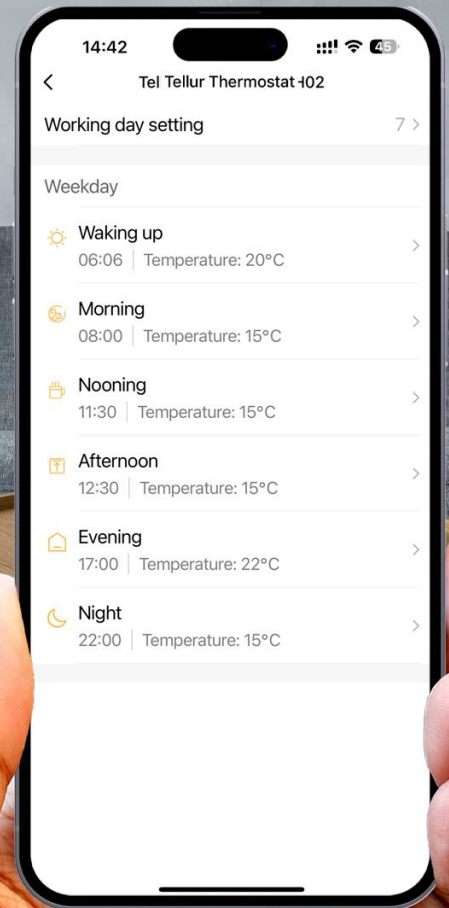 14:42
45
Tel Tellur Thermostat H02
Working day setting 7
Weekday
Waking up
06:06 | Temperature: 20°C
Morning
08:00 | Temperature: 15°C
Nooning
11:30 | Temperature: 15°C
Afternoon
12:30 | Temperature: 15°C
Evening
17:00 | Temperature: 22°C
Night
22:00 | Temperature: 15°C